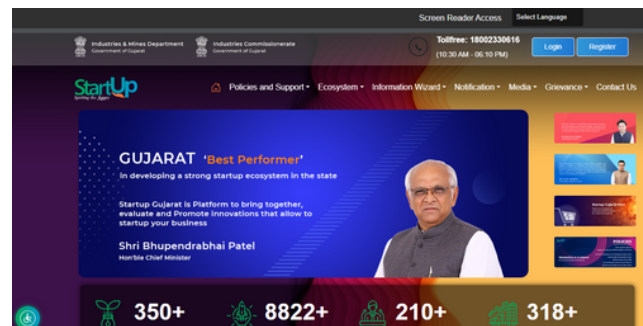 Screen Reader Access Select Language
Industries & Mines Department
Government of Gujarat
Industries Commissionerate
Government of Gujarat
Tollfree: 18002330616
(10:30 AM - 06:10 PM)
Login
Register
StartUp
Policies and Support Ecosystem Information Wizard Notification Media Grievance Contact Us
GUJARAT 'Best Performer'
in developing a strong startup ecosystem in the state
Startup Gujarat is Platform to bring together,
evaluate and Promote innovations that allow to
startup your business
Shri Bhupendrabhai Patel
Hon'ble Chief Minister
POLICIES
350+ 8822+ 210+ 318+